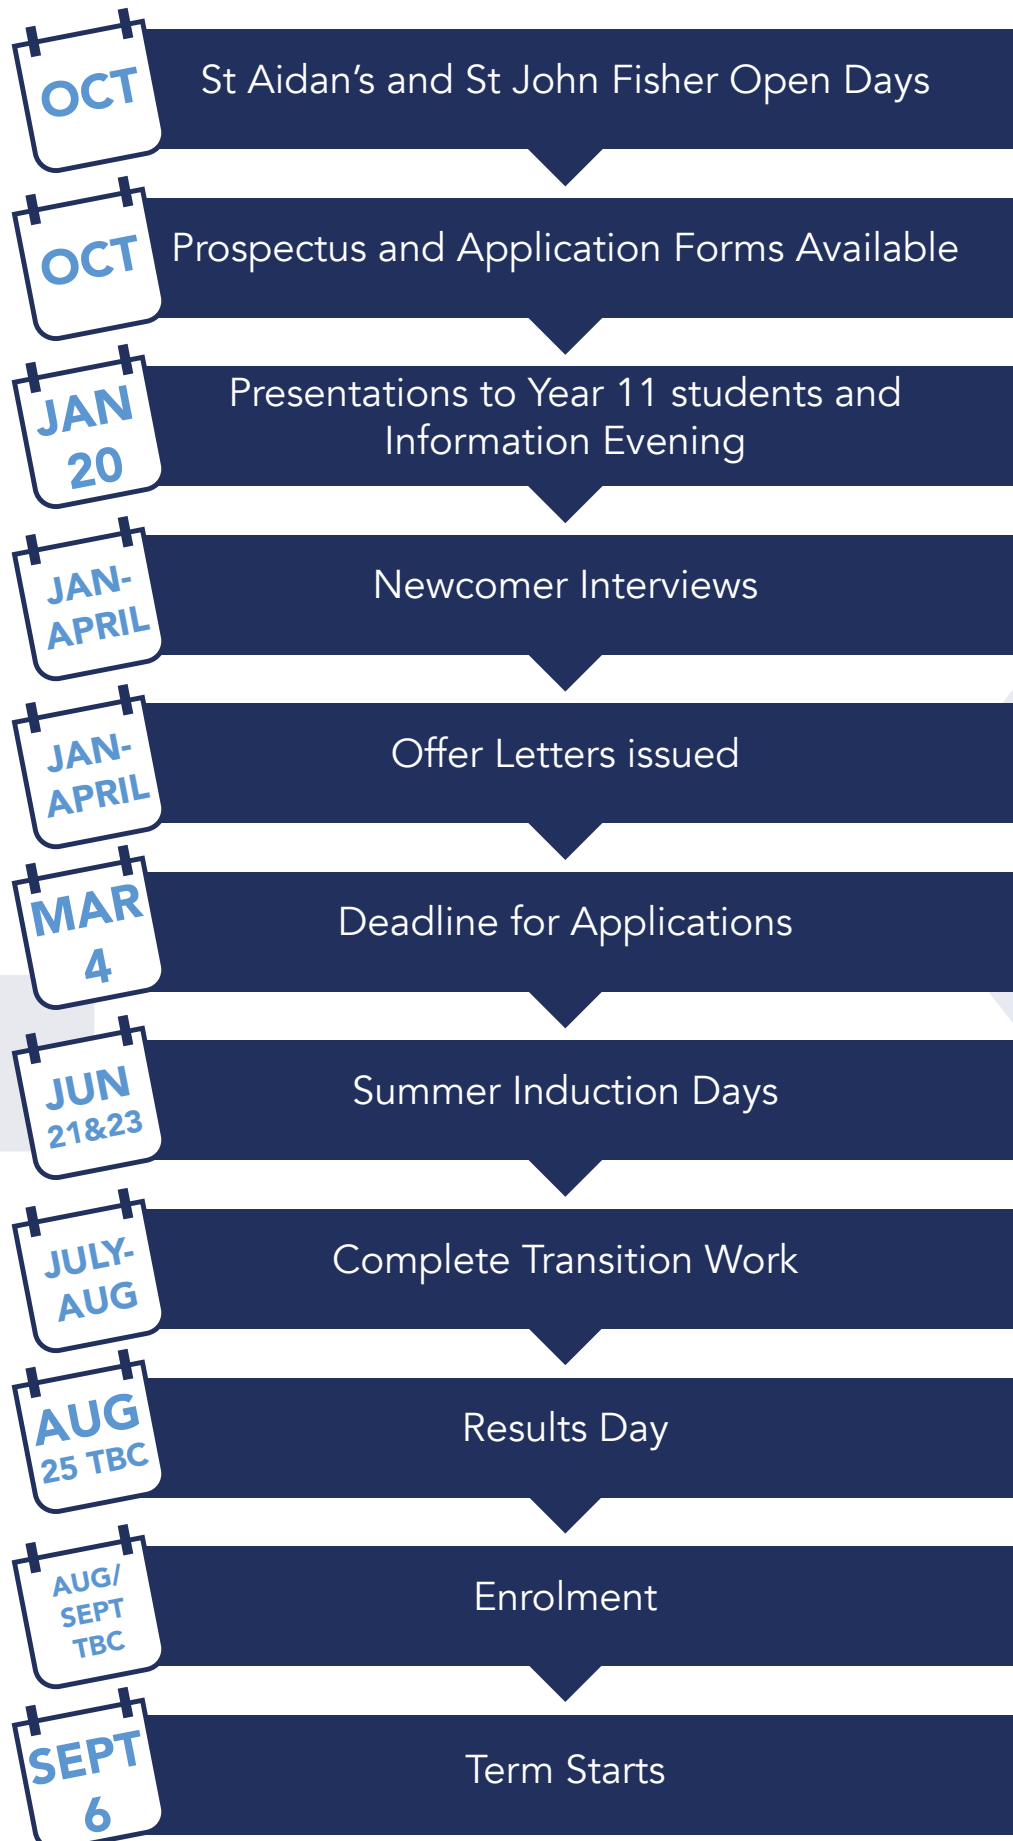 OCT
St Aidan’s and St John Fisher Open Days
OCT
Prospectus and Application Forms Available
JAN
20
Presentations to Year 11 students and
Information Evening
JAN-
APRIL
Newcomer Interviews
JAN-
APRIL
Offer Letters issued
MAR
4
Deadline for Applications
JUN
21&23
Summer Induction Days
JULY-
AUG
Complete Transition Work
AUG
25 TBC
Results Day
AUG/
SEPT
TBC
Enrolment
SEPT
6
Term Starts